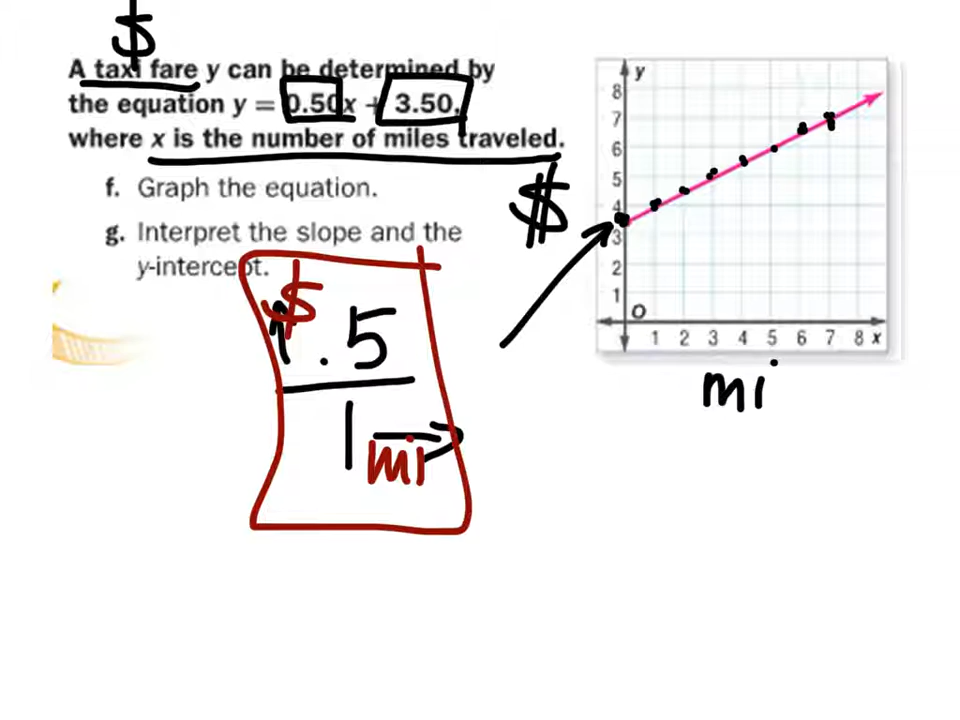 $
A taxi fare y can be determined by
the equation y = 0.50x + 3.50,
where x is the number of miles traveled.
f. Graph the equation.
g. Interpret the slope and the
y-intercept.
$
.5
1 mi
$
y
8
7
6
5
4
3
2
1
O
1 2 3 4 5 6 7 8 x
mi